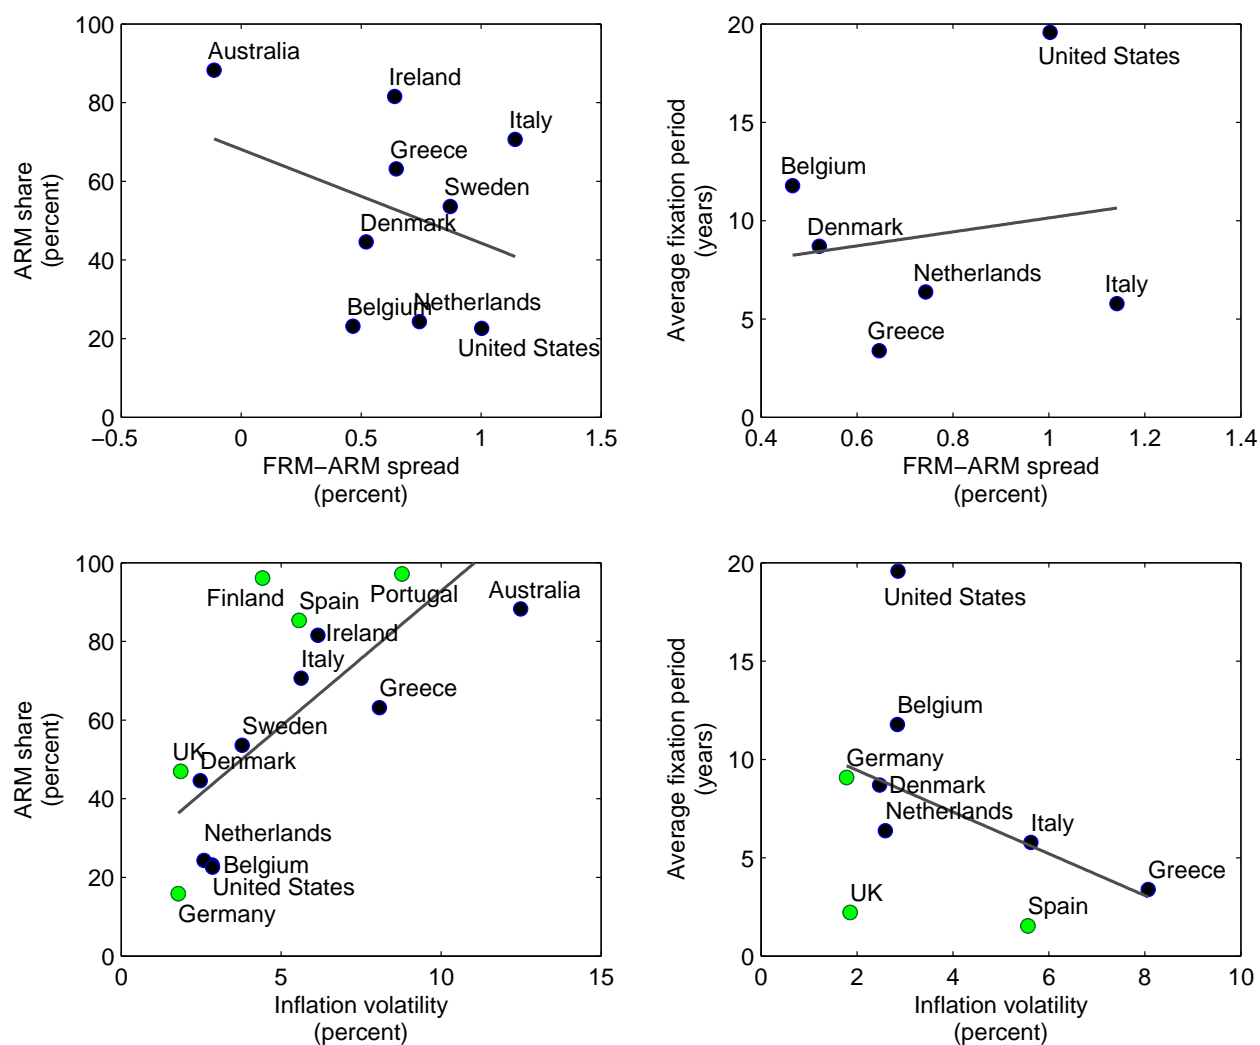 100
80
60
40
20
0
ARM share
(percent)
Australia
Ireland
Italy
Greece
Sweden
Denmark
Belgium
Netherlands
United States
−0.5
0
0.5
1
1.5
FRM−ARM spread
(percent)
20
15
10
5
0
Average fixation period
(years)
United States
Belgium
Denmark
Netherlands
Italy
Greece
0.4
0.6
0.8
1
1.2
1.4
FRM−ARM spread
(percent)
100
80
60
40
20
0
ARM share
(percent)
Finland
Portugal
Australia
Spain
Ireland
Italy
Greece
Sweden
UK
Denmark
Netherlands
Belgium
United States
Germany
0
5
10
15
Inflation volatility
(percent)
20
15
10
5
0
Average fixation period
(years)
United States
Belgium
Germany
Denmark
Netherlands
Italy
Greece
UK
Spain
0
2
4
6
8
10
Inflation volatility
(percent)